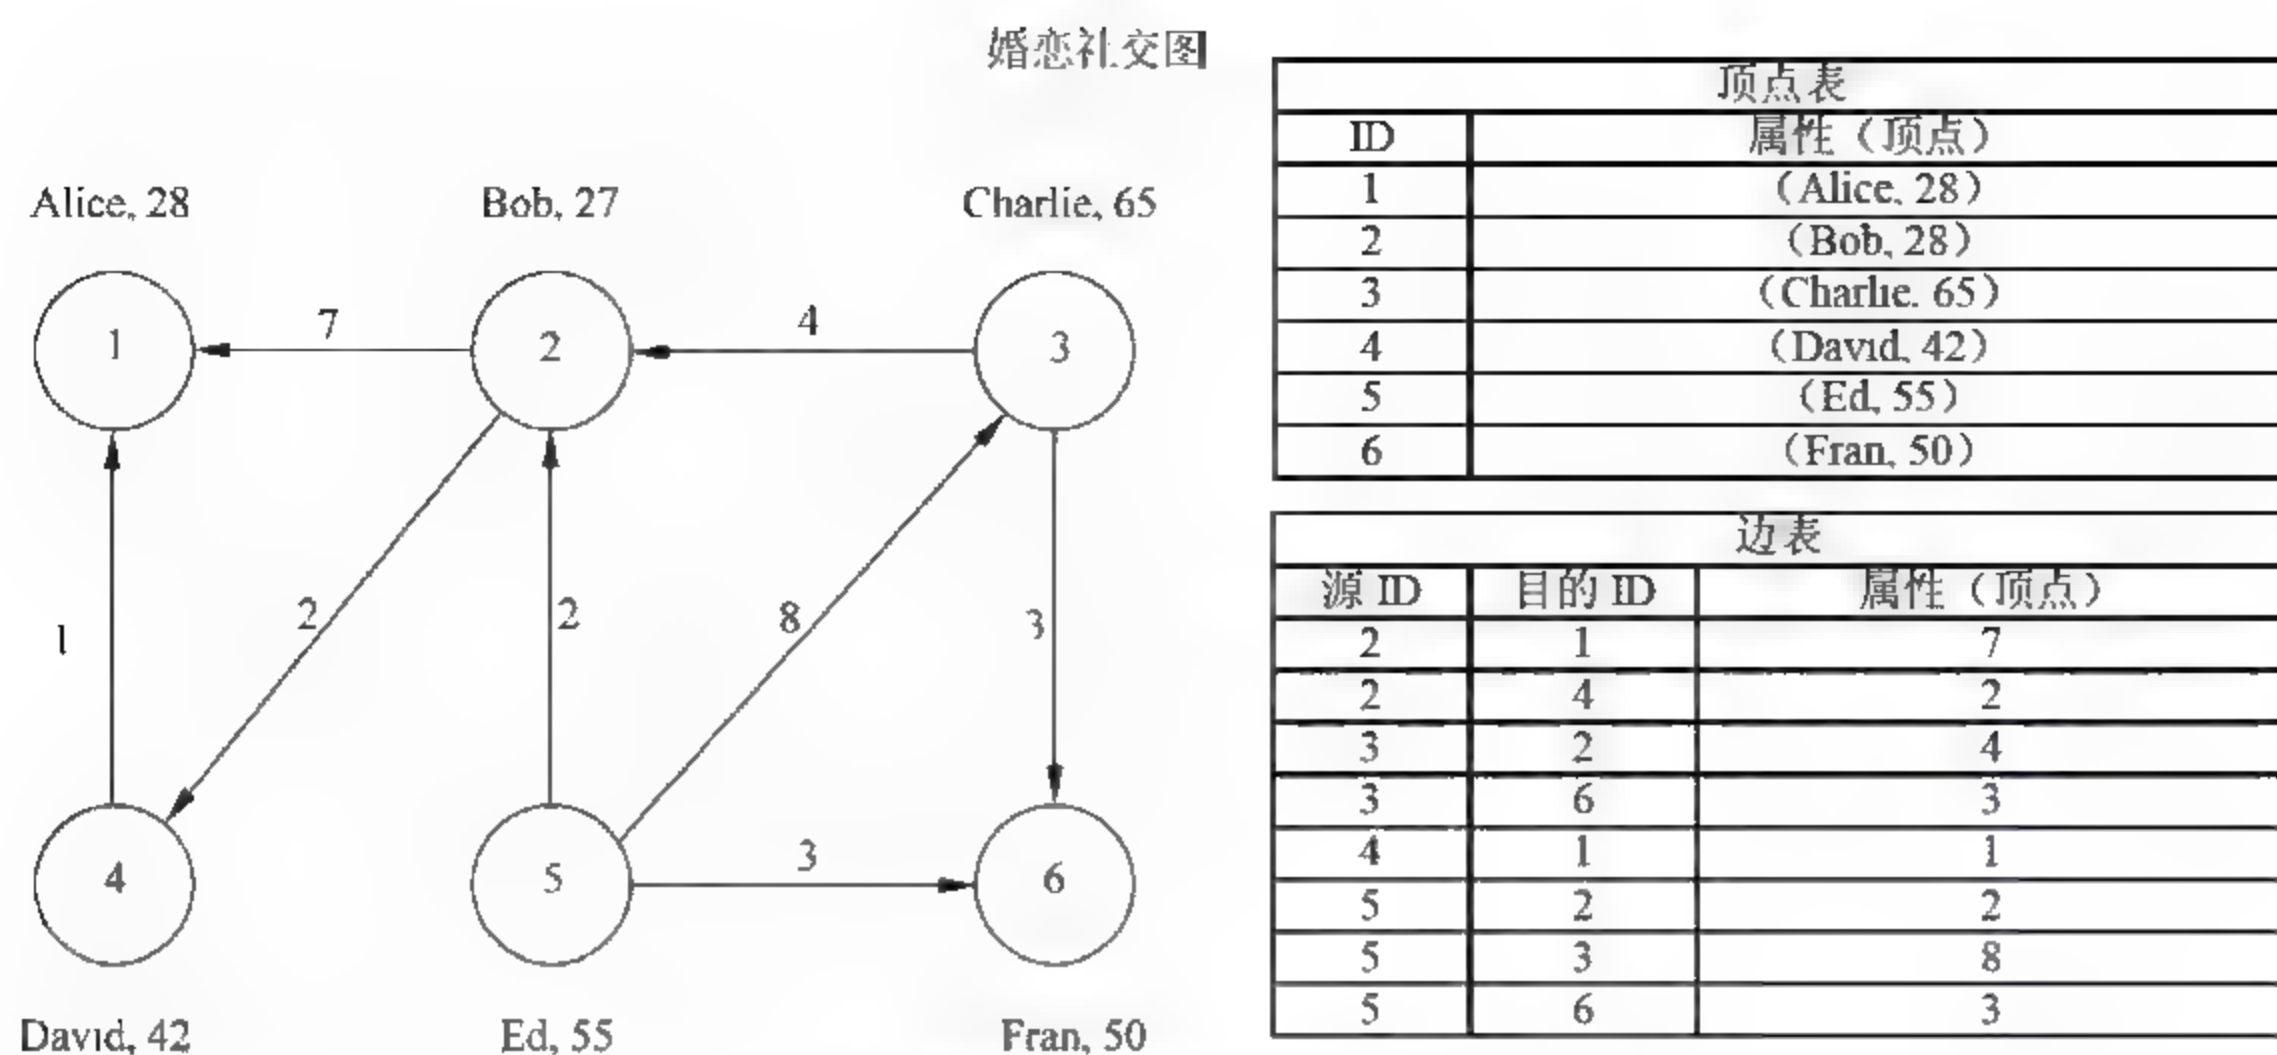 婚恋社交图
Alice, 28 Bob, 27 Charlie, 65
1 2 3
7 4
1 2 2 8 3
4 5 6
3
David, 42 Ed, 55 Fran, 50
顶点表
ID 属性（顶点）
1 （Alice, 28）
2 （Bob, 28）
3 （Charlie. 65）
4 （David, 42）
5 （Ed, 55）
6 （Fran, 50）
边表
源 ID 目的 ID 属性（顶点）
2 1 7
2 4 2
3 2 4
3 6 3
4 1 1
5 2 2
5 3 8
5 6 3